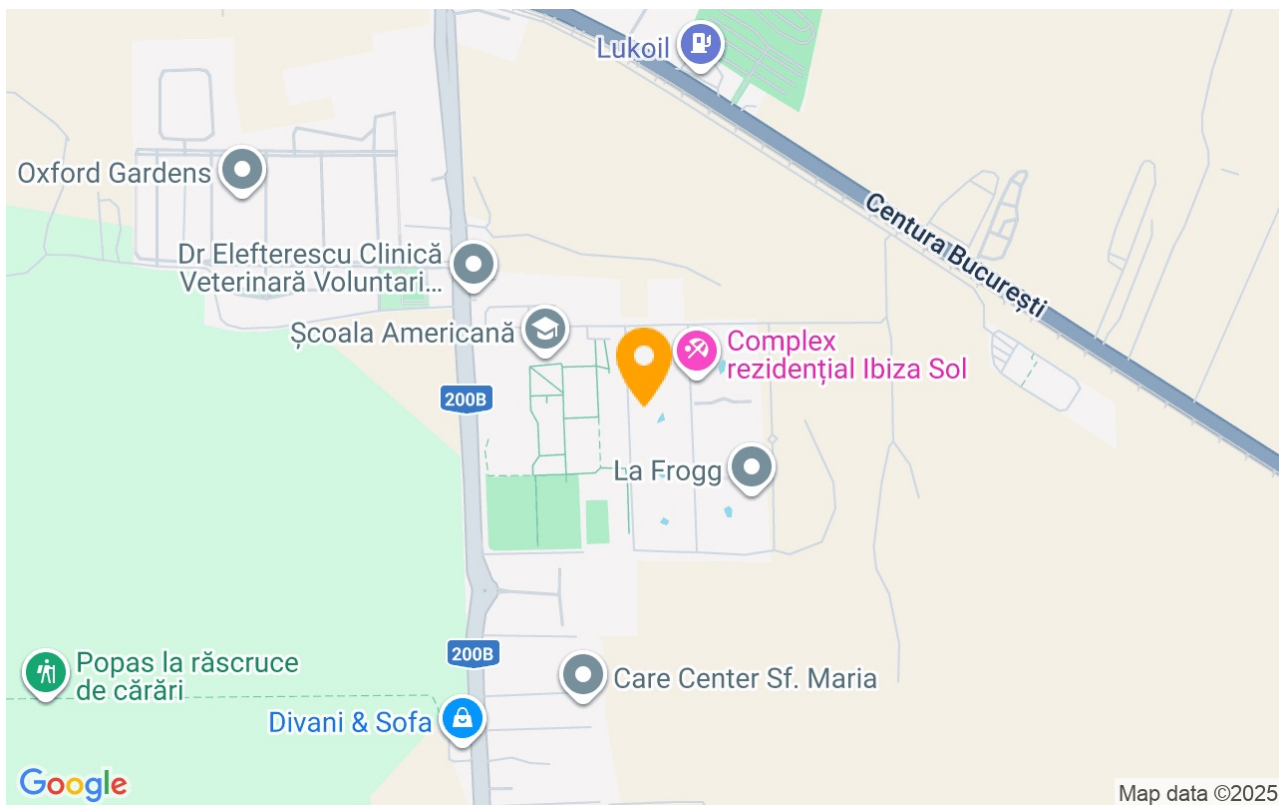 Lukoil
Oxford Gardens
Centura București
Dr Elefterescu Clinică
Veterinară Voluntari...
Școala Americană
Complex
rezidențial Ibiza Sol
200B
La Frogg
200B
Popas la răscruce
de cărări
Care Center Sf. Maria
Divani & Sofa
Google
Map data ©2025